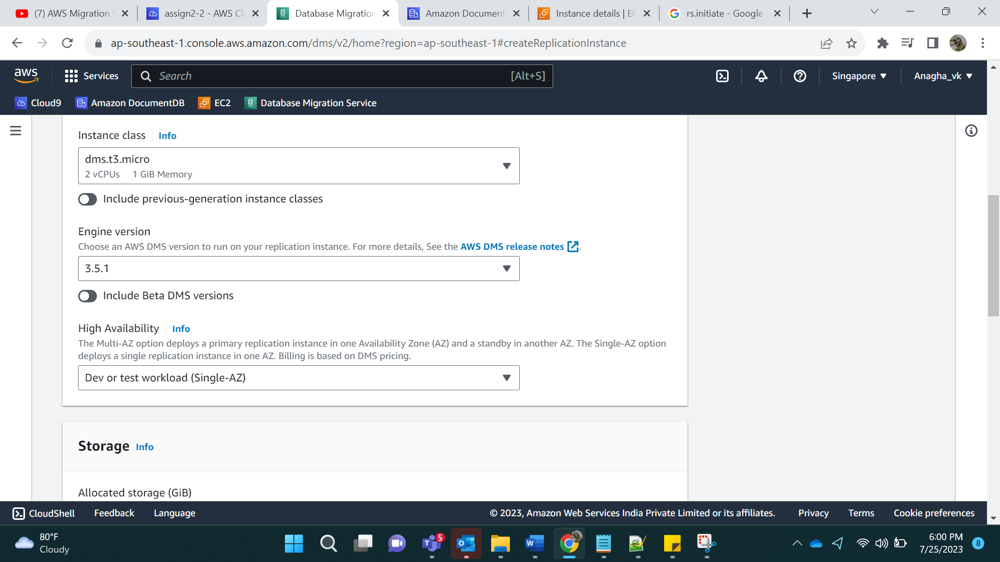 (7) AWS Migration
assign2-2 - AWS Cl
Database Migration
Amazon Document
Instance details | EC
rs.initiate - Google S
ap-southeast-1.console.aws.amazon.com/dms/v2/home?region=ap-southeast-1#createReplicationInstance
aws
Services
Search
[Alt+S]
Singapore
Anagha_vk
Cloud9
Amazon DocumentDB
EC2
Database Migration Service
Instance class
Info
dms.t3.micro
2 vCPUs 1 GiB Memory
Include previous-generation instance classes
Engine version
Choose an AWS DMS version to run on your replication instance. For more details, See the AWS DMS release notes .
3.5.1
Include Beta DMS versions
High Availability
Info
The Multi-AZ option deploys a primary replication instance in one Availability Zone (AZ) and a standby in another AZ. The Single-AZ option
deploys a single replication instance in one AZ. Billing is based on DMS pricing.
Dev or test workload (Single-AZ)
Storage Info
Allocated storage (GiB)
CloudShell
Feedback
Language
© 2023, Amazon Web Services India Private Limited or its affiliates.
Privacy
Terms
Cookie preferences
80°F
Cloudy
5
6:00 PM
7/25/2023
8